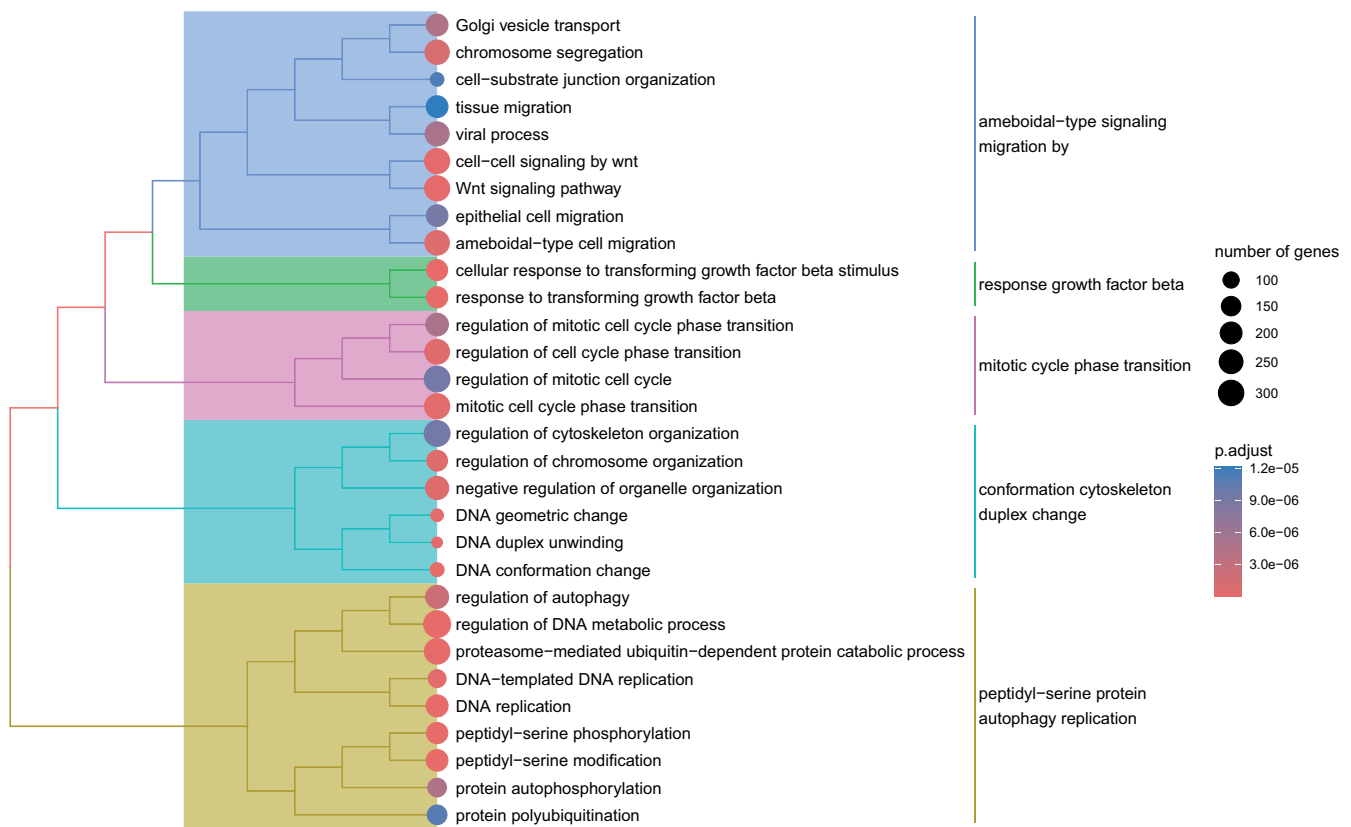 Golgi vesicle transport
chromosome segregation
cell−substrate junction organization
tissue migration
viral process
cell−cell signaling by wnt
Wnt signaling pathway
epithelial cell migration
ameboidal−type cell migration
cellular response to transforming growth factor beta stimulus
response to transforming growth factor beta
regulation of mitotic cell cycle phase transition
regulation of cell cycle phase transition
regulation of mitotic cell cycle
mitotic cell cycle phase transition
regulation of cytoskeleton organization
regulation of chromosome organization
negative regulation of organelle organization
DNA geometric change
DNA duplex unwinding
DNA conformation change
regulation of autophagy
regulation of DNA metabolic process
proteasome−mediated ubiquitin−dependent protein catabolic process
DNA−templated DNA replication
DNA replication
peptidyl−serine phosphorylation
peptidyl−serine modification
protein autophosphorylation
protein polyubiquitination
ameboidal−type signaling
migration by
response growth factor beta
mitotic cycle phase transition
conformation cytoskeleton
duplex change
peptidyl−serine protein
autophagy replication
number of genes
100
150
200
250
300
p.adjust
1.2e−05
9.0e−06
6.0e−06
3.0e−06